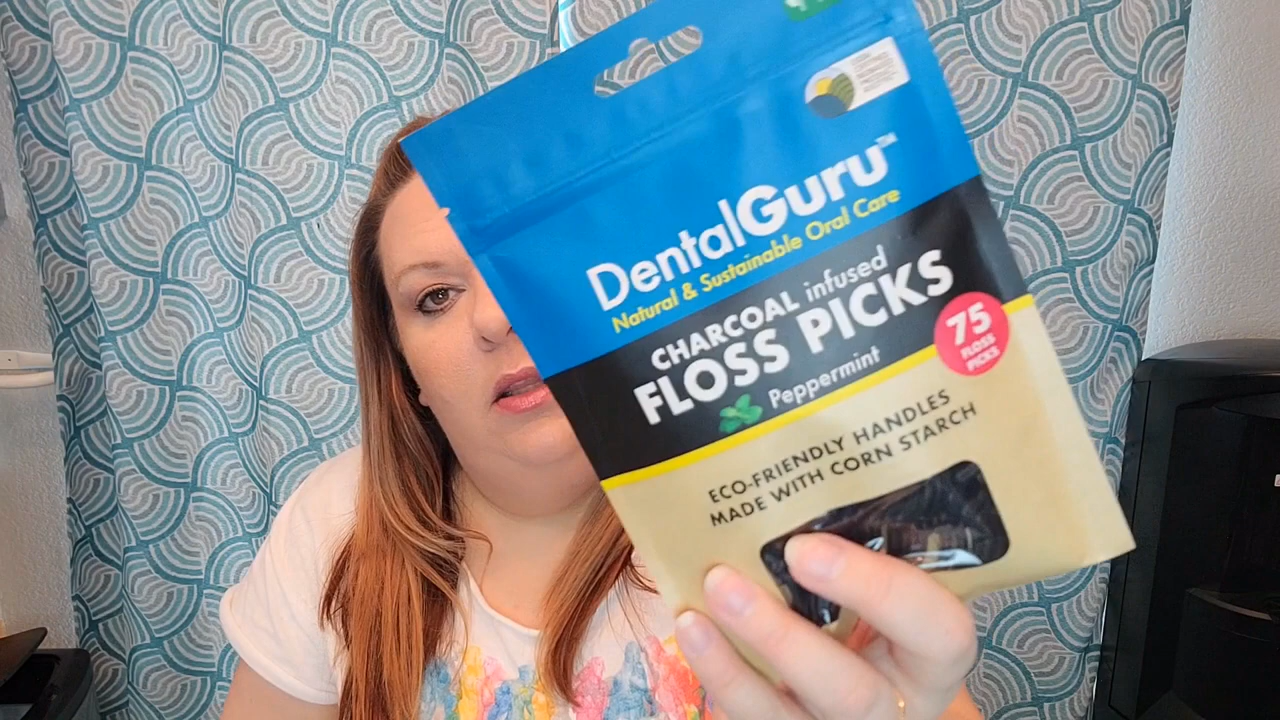 DentalGuru™
Natural & Sustainable Oral Care
CHARCOAL infused
FLOSS PICKS
Peppermint
75
FLOSS
PICKS
ECO-FRIENDLY HANDLES
MADE WITH CORN STARCH